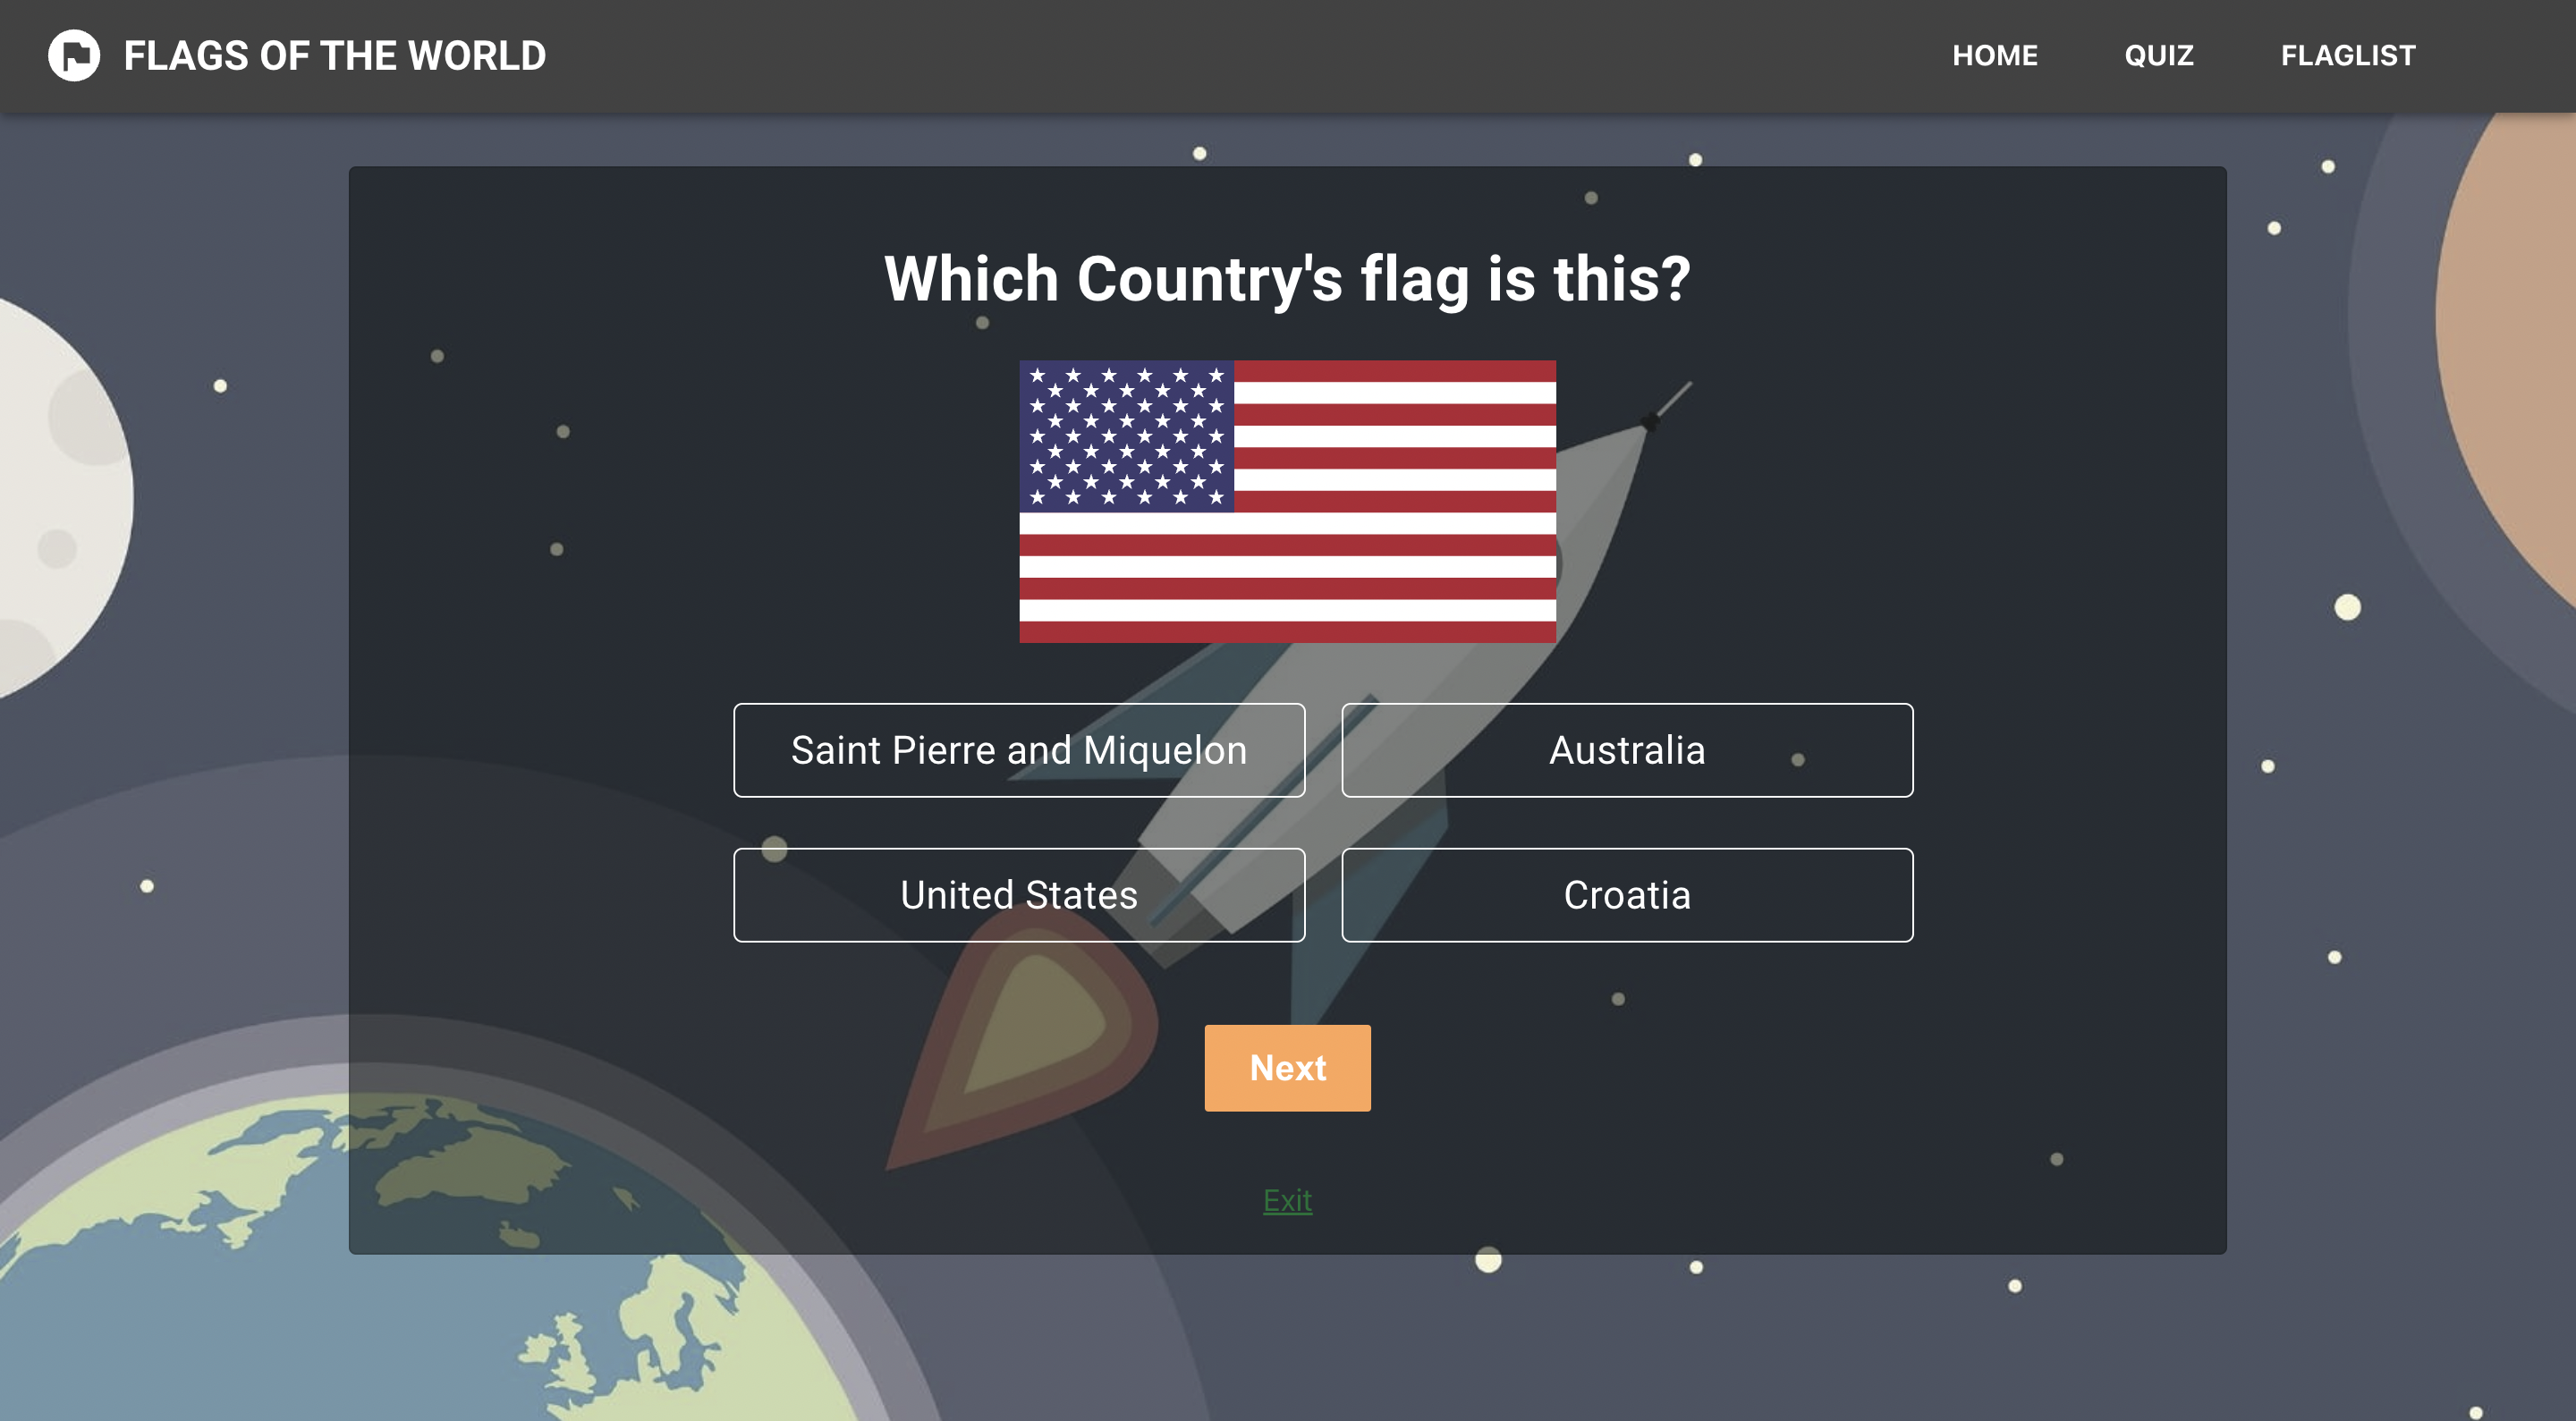 FLAGS OF THE WORLD
HOME
QUIZ
FLAGLIST
Which Country's flag is this?
Saint Pierre and Miquelon
Australia
United States
Croatia
Next
Exit